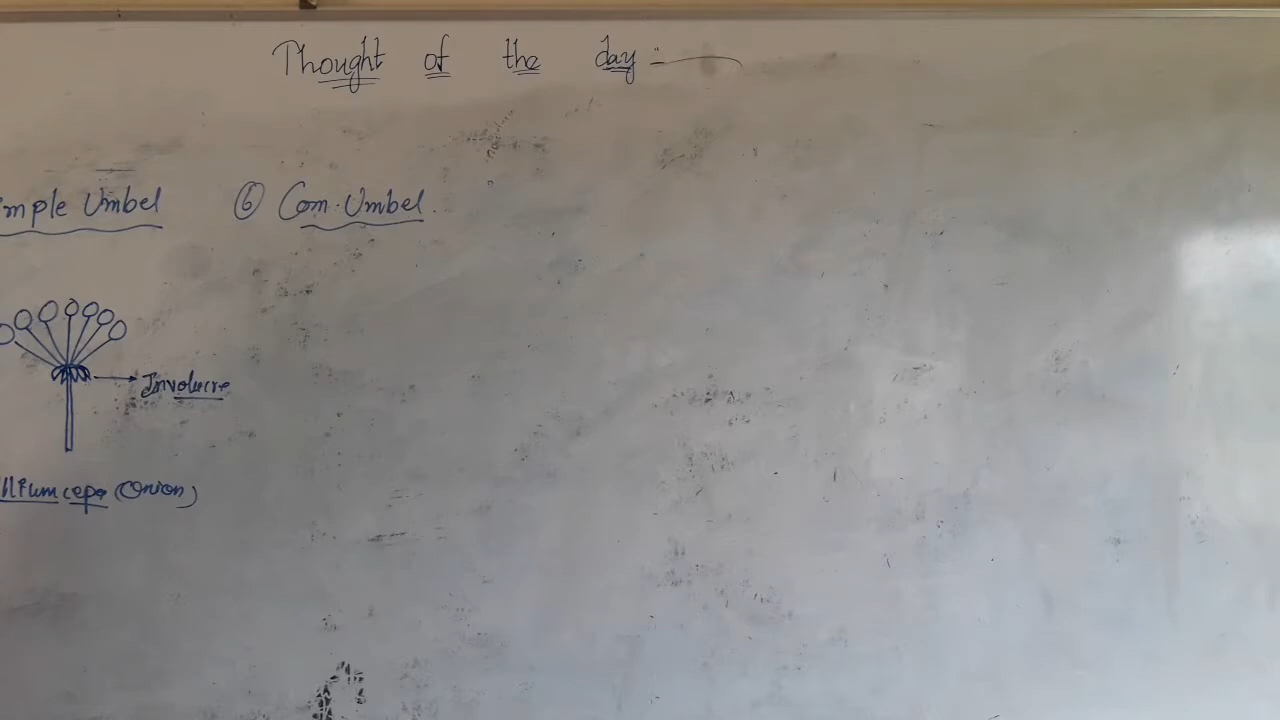 Thought of the day :-
mple Umbel
⑥ Com. Umbel.
Involucre
llium cepa (Onion)